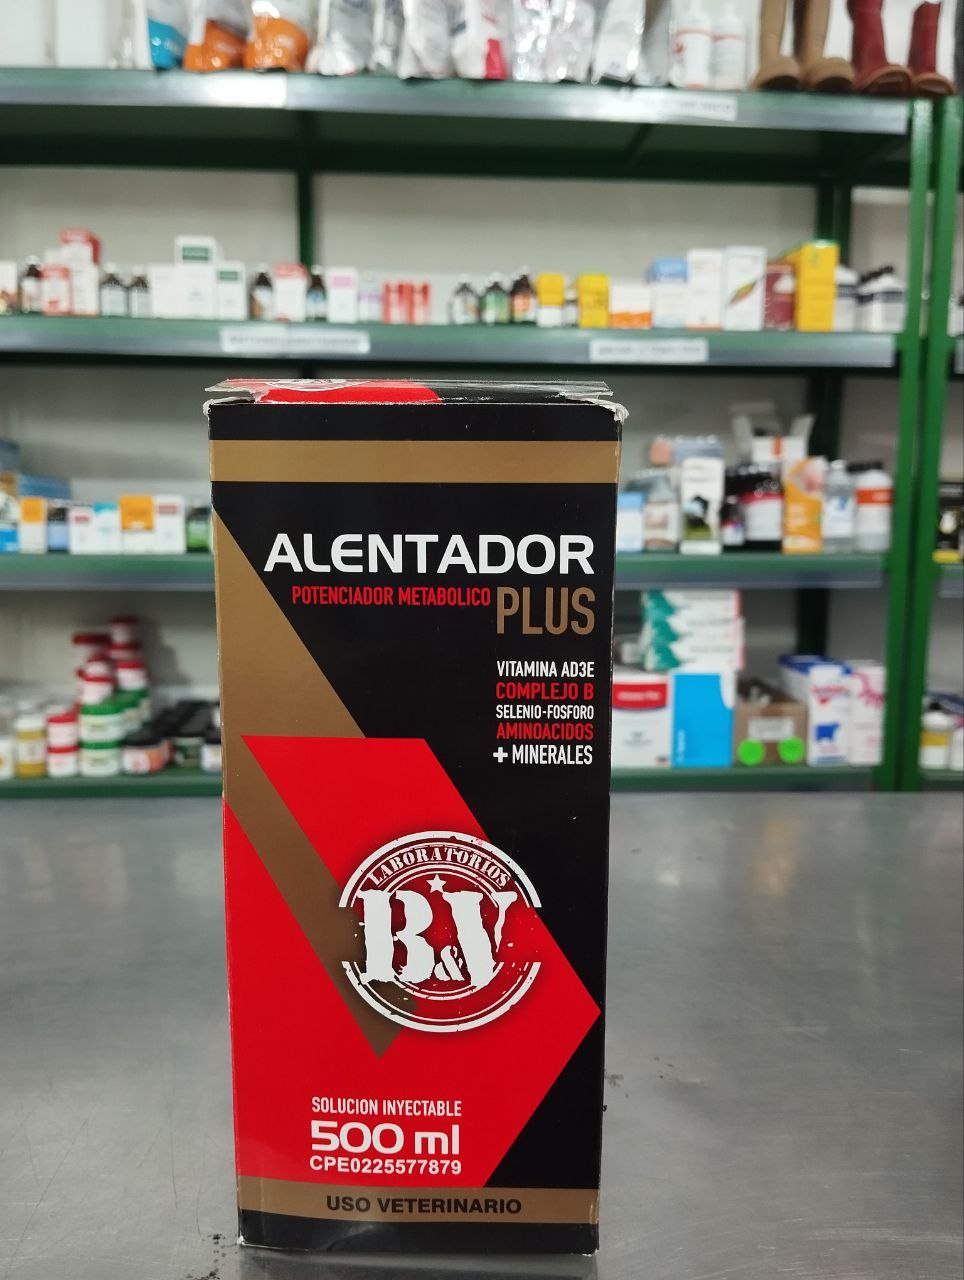 ALENTADOR
POTENCIADOR METABOLICO PLUS
VITAMINA AD3E
COMPLEJO B
SELENIO-FOSFORO
AMINOACIDOS
+ MINERALES
LABORATORIOS
B&V
SOLUCION INYECTABLE
500 ml
CPE0225577879
USO VETERINARIO